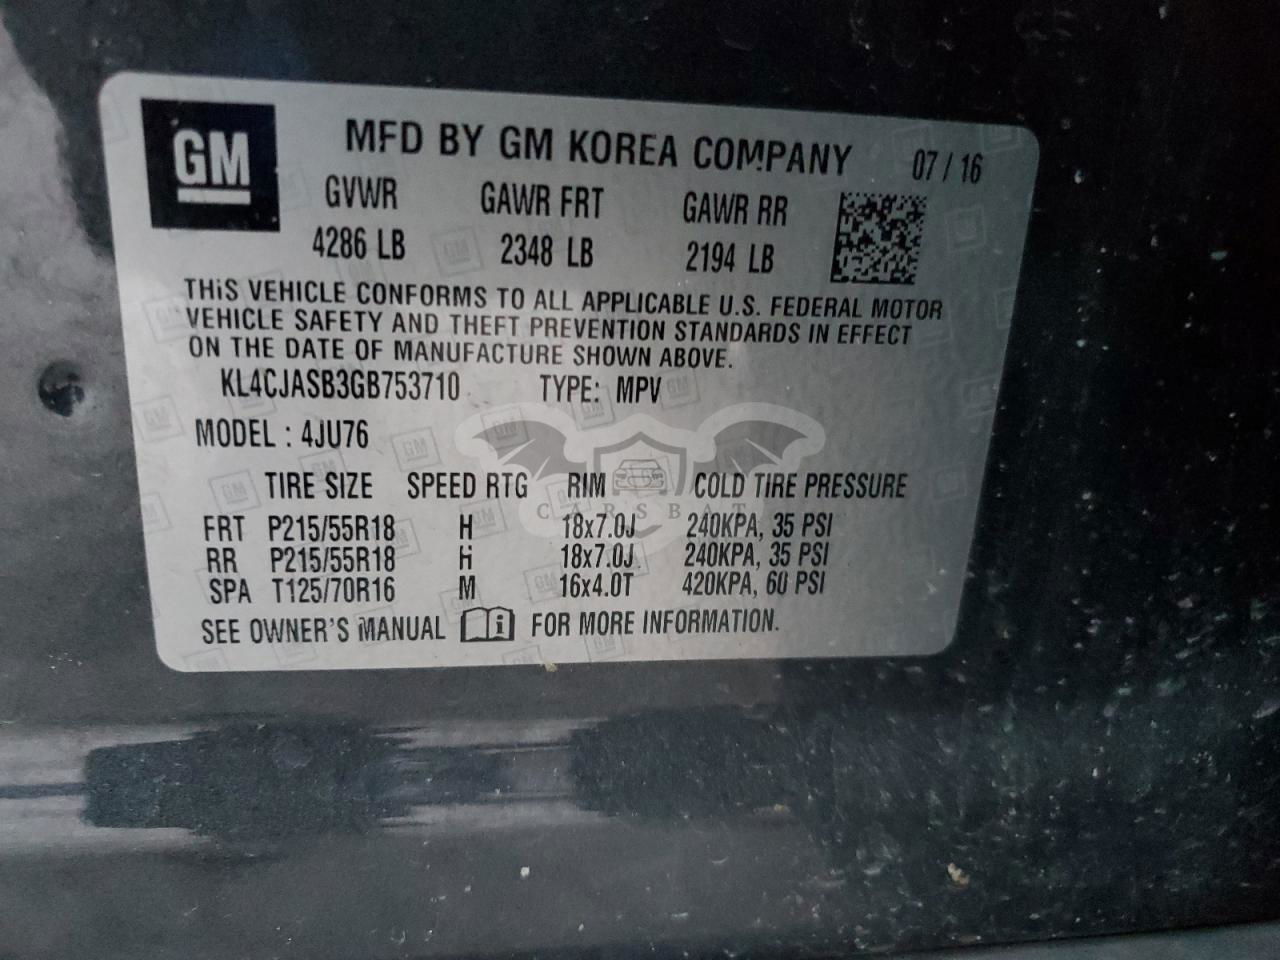 GM
MFD BY GM KOREA COMPANY 07 / 16
GVWR GAWR FRT GAWR RR
4286 LB 2348 LB 2194 LB
THiS VEHICLE CONFORMS TO ALL APPLICABLE U.S. FEDERAL MOTOR
VEHICLE SAFETY AND THEFT PREVENTION STANDARDS IN EFFECT
ON THE DATE OF MANUFACTURE SHOWN ABOVE.
KL4CJASB3GB753710 TYPE: MPV
MODEL : 4JU76
TIRE SIZE SPEED RTG RIM COLD TIRE PRESSURE
CARSBAT
FRT P215/55R18 H 18x7.0J 240KPA, 35 PSI
RR P215/55R18 H 18x7.0J 240KPA, 35 PSI
SPA T125/70R16 M 16x4.0T 420KPA, 60 PSI
SEE OWNER'S MANUAL i FOR MORE INFORMATION.